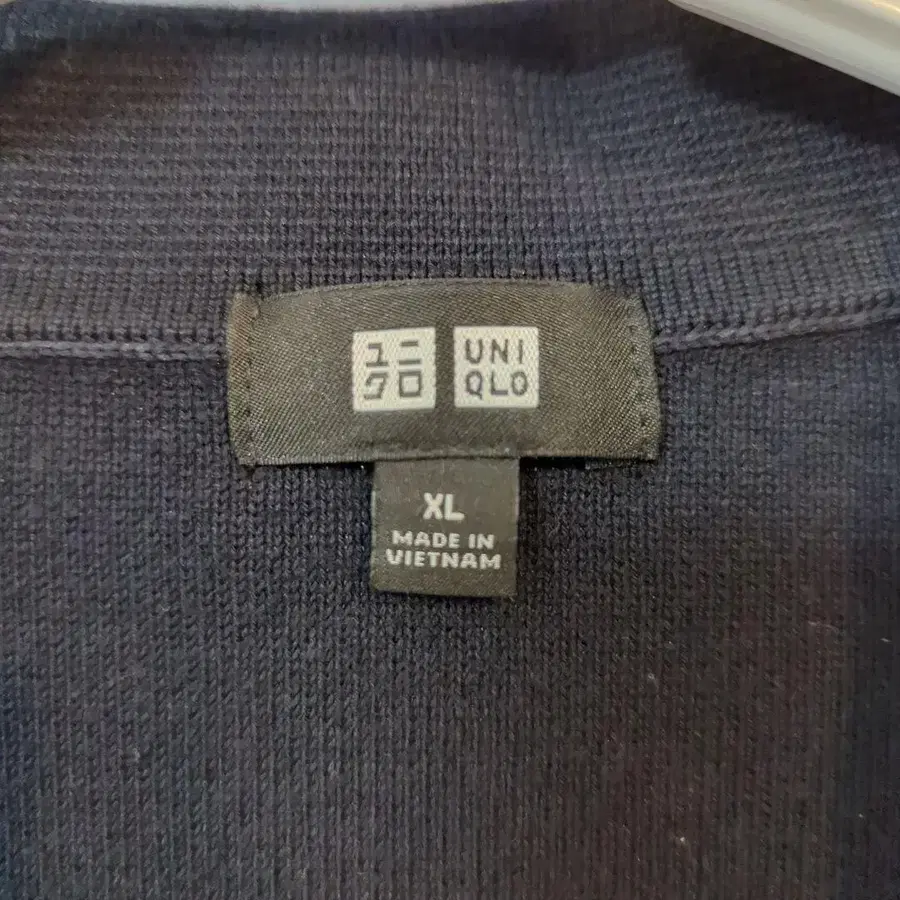 ユニ UNI
クロ QLO
XL
MADE IN
VIETNAM